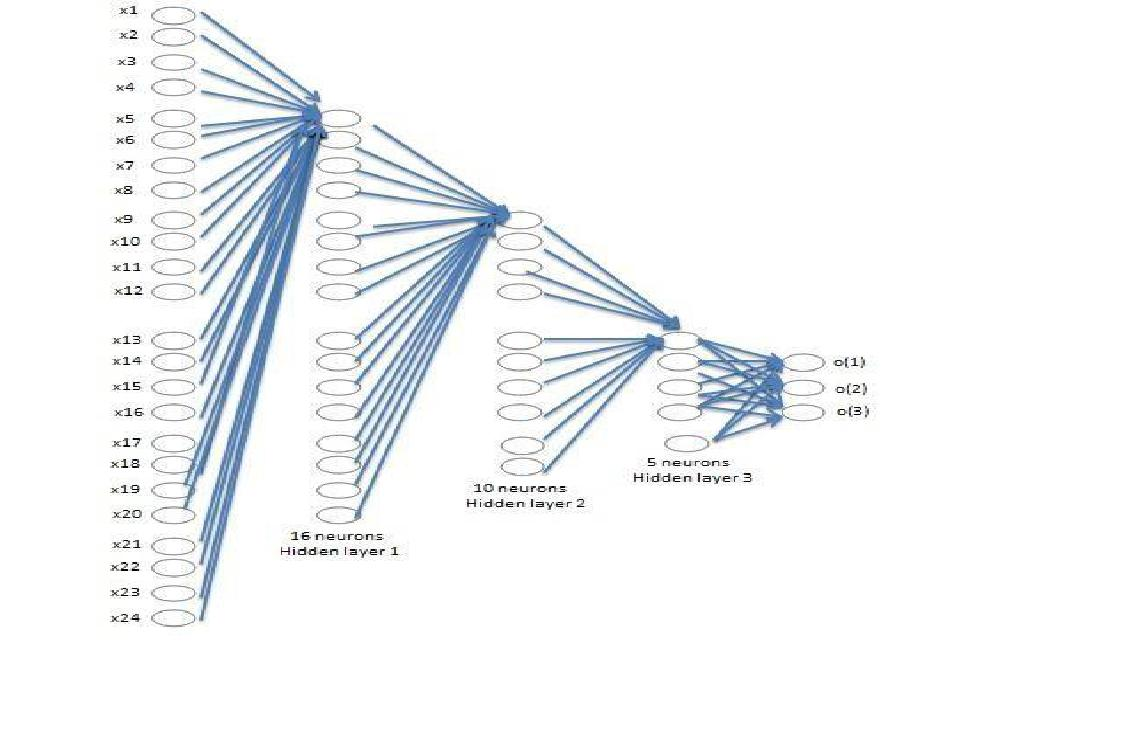 x1
x2
x3
x4
x5
x6
x7
x8
x9
x10
x11
x12
x13
x14
x15
x16
x17
x18
x19
x20
x21
x22
x23
x24
16 neurons
Hidden layer 1
10 neurons
Hidden layer 2
5 neurons
Hidden layer 3
o(1)
o(2)
o(3)